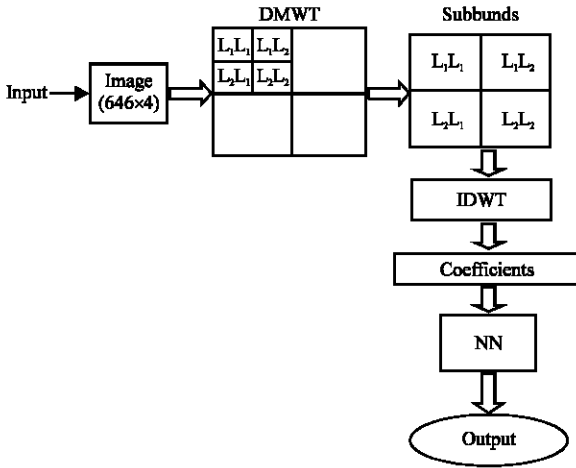 DMWT
Subbunds
L₁L₁ L₁L₂
L₂L₁ L₂L₂
Input
Image
(646×4)
L₁L₁ L₁L₂
L₂L₁ L₂L₂
IDWT
Coefficients
NN
Output